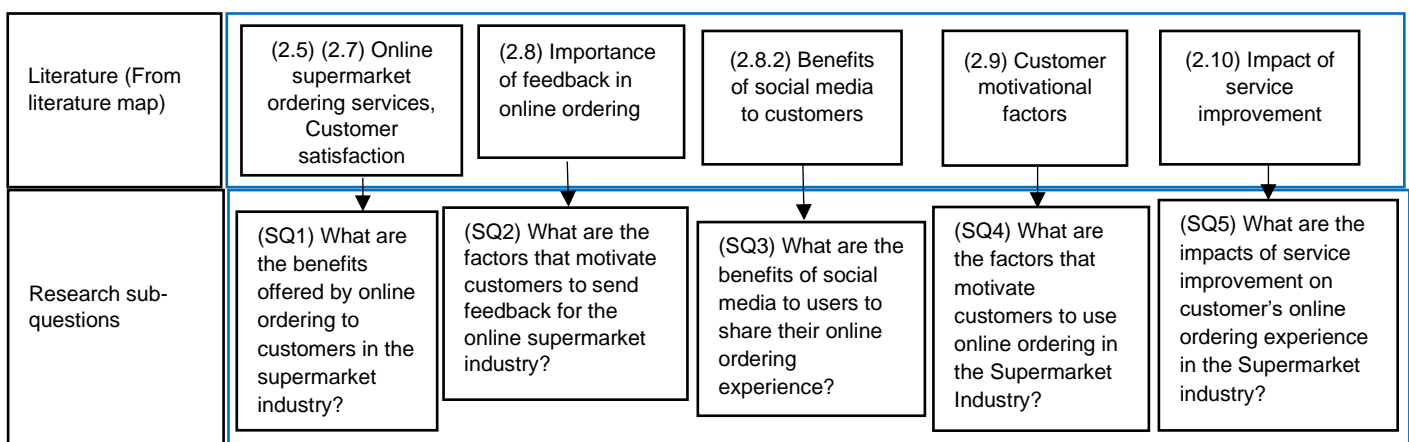 Literature (From
literature map)
(2.5) (2.7) Online
supermarket
ordering services,
Customer
satisfaction
(2.8) Importance
of feedback in
online ordering
(2.8.2) Benefits
of social media
to customers
(2.9) Customer
motivational
factors
(2.10) Impact of
service
improvement
Research sub-
questions
(SQ1) What are
the benefits
offered by online
ordering to
customers in the
supermarket
industry?
(SQ2) What are the
factors that motivate
customers to send
feedback for the
online supermarket
industry?
(SQ3) What are the
benefits of social
media to users to
share their online
ordering
experience?
(SQ4) What are
the factors that
motivate
customers to use
online ordering in
the Supermarket
Industry?
(SQ5) What are the
impacts of service
improvement on
customer’s online
ordering experience
in the Supermarket
industry?